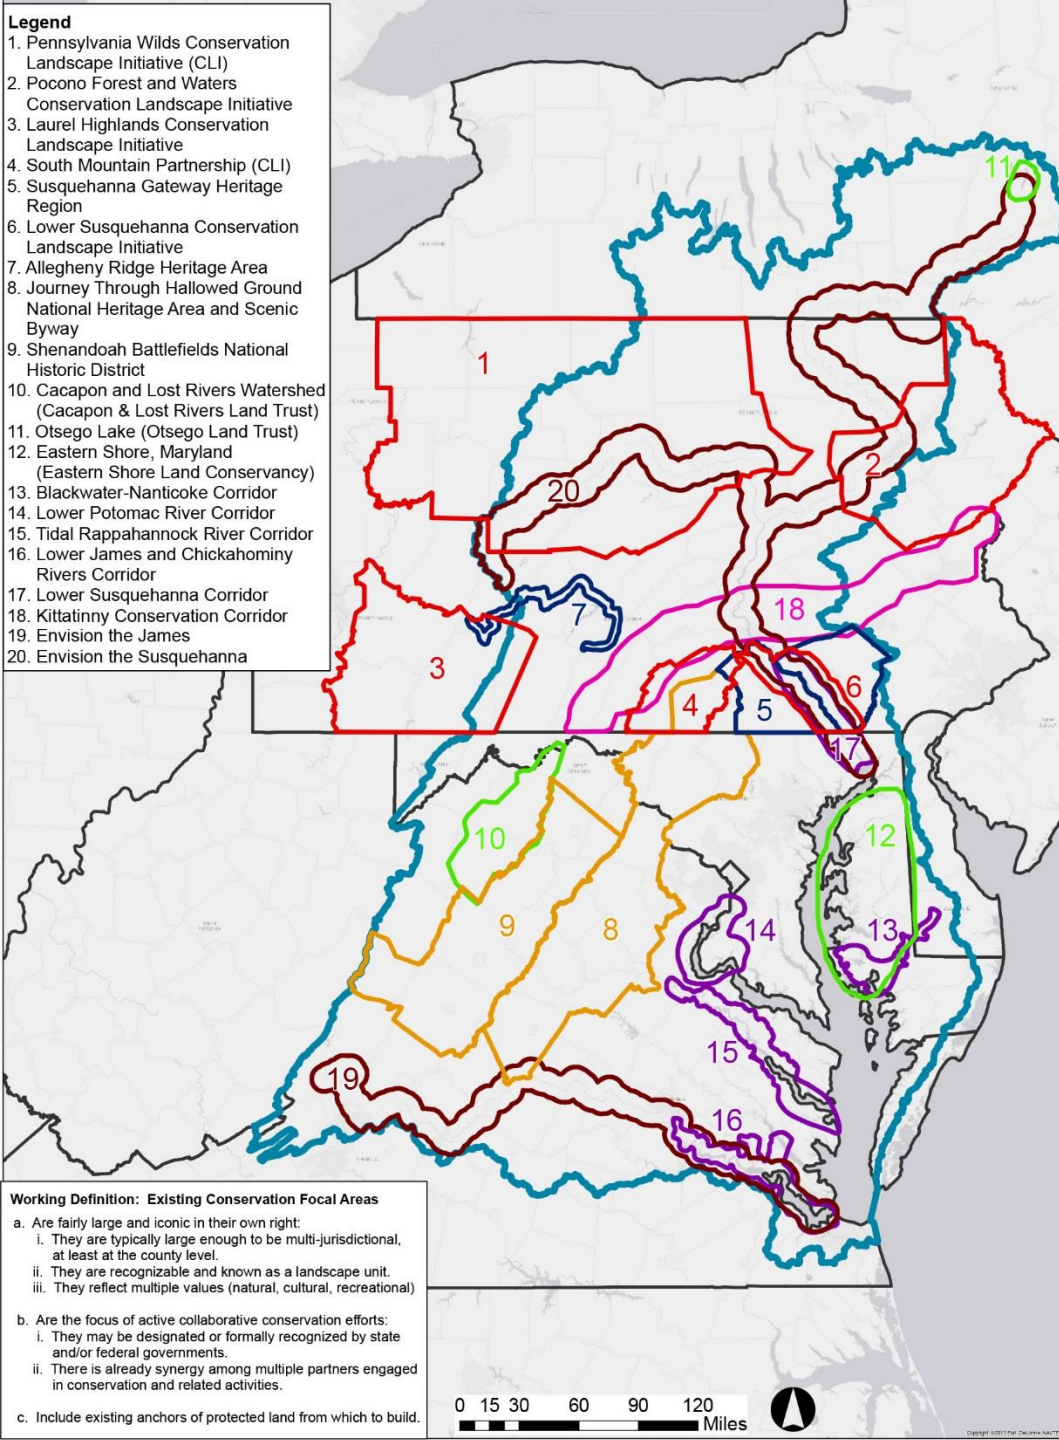 Legend
1. Pennsylvania Wilds Conservation
Landscape Initiative (CLI)
2. Pocono Forest and Waters
Conservation Landscape Initiative
3. Laurel Highlands Conservation
Landscape Initiative
4. South Mountain Partnership (CLI)
5. Susquehanna Gateway Heritage
Region
6. Lower Susquehanna Conservation
Landscape Initiative
7. Allegheny Ridge Heritage Area
8. Journey Through Hallowed Ground
National Heritage Area and Scenic
Byway
9. Shenandoah Battlefields National
Historic District
10. Cacapon and Lost Rivers Watershed
(Cacapon & Lost Rivers Land Trust)
11. Otsego Lake (Otsego Land Trust)
12. Eastern Shore, Maryland
(Eastern Shore Land Conservancy)
13. Blackwater-Nanticoke Corridor
14. Lower Potomac River Corridor
15. Tidal Rappahannock River Corridor
16. Lower James and Chickahominy
Rivers Corridor
17. Lower Susquehanna Corridor
18. Kittatinny Conservation Corridor
19. Envision the James
20. Envision the Susquehanna
11
1
2
20
18
7
3
6
4
5
17
10
12
9
8
14
13
15
19
16
Working Definition: Existing Conservation Focal Areas
a. Are fairly large and iconic in their own right:
i. They are typically large enough to be multi-jurisdictional,
at least at the county level.
ii. They are recognizable and known as a landscape unit.
iii. They reflect multiple values (natural, cultural, recreational)
b. Are the focus of active collaborative conservation efforts:
i. They may be designated or formally recognized by state
and/or federal governments.
ii. There is already synergy among multiple partners engaged
in conservation and related activities.
c. Include existing anchors of protected land from which to build.
0 15 30 60 90 120
Miles